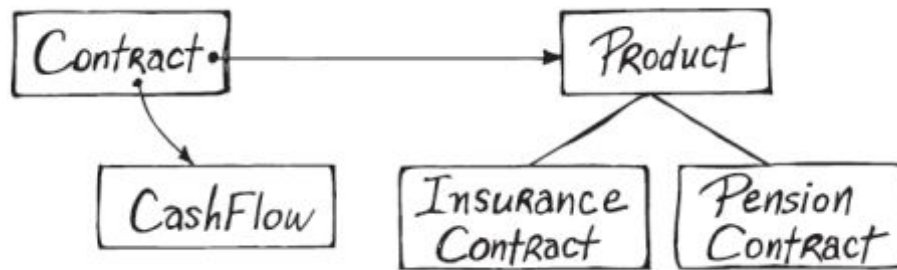 Contract
Product
CashFlow
Insurance
Contract
Pension
Contract